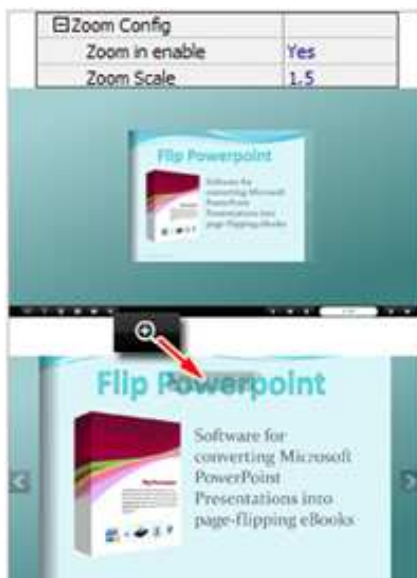 Zoom Config
Zoom in enable Yes
Zoom Scale 1.5
Flip Powerpoint
Software for
converting Microsoft
PowerPoint
Presentations into
page-flipping eBooks
Flip Powerpoint
Software for
converting Microsoft
PowerPoint
Presentations into
page-flipping eBooks